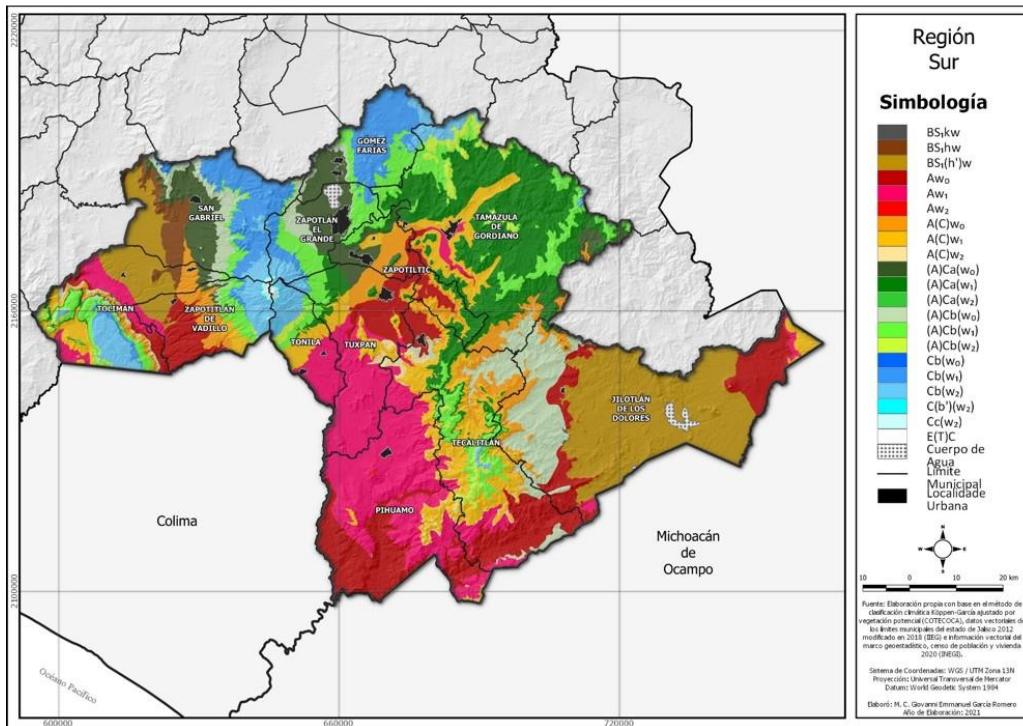 2220000
2160000
2100000
600000
660000
720000
GÓMEZ
FARÍAS
SAN
GABRIEL
ZAPOTLÁN
EL
GRANDE
TAMAZULA
DE
GORDIANO
ZAPOTILTIC
TOLIMÁN
ZAPOTITLÁN
DE
VADILLO
TONILA
TUXPAN
JILOTLÁN
DE LOS
DOLORES
TECALITLÁN
PIHUAMO
Colima
Michoacán
de
Ocampo
Océano Pacífico
Región
Sur
Simbología
BS₁kw
BS₁hw
BS₁(h')w
Aw₀
Aw₁
Aw₂
A(C)w₀
A(C)w₁
A(C)w₂
(A)Ca(w₀)
(A)Ca(w₁)
(A)Ca(w₂)
(A)Cb(w₀)
(A)Cb(w₁)
(A)Cb(w₂)
Cb(w₀)
Cb(w₁)
Cb(w₂)
C(b')(w₂)
Cc(w₂)
E(T)C
Cuerpo de
Agua
Límite
Municipal
Localidade
Urbana
N
W E
S
10 0 10 20 km
Fuente: Elaboración propia con base en el método de
clasificación climática Köppen-García ajustado por
vegetación potencial (COTECOCA), datos vectoriales de
los límites municipales del estado de Jalisco 2012
modificado en 2018 (IIEG) e información vectorial del
marco geoestadístico, censo de población y vivienda
2020 (INEGI).
Sistema de Coordenadas: WGS / UTM Zona 13N
Proyección: Universal Transversal de Mercator
Datum: World Geodetic System 1984
Elaboró: M. C. Giovanni Emmanuel García Romero
Año de Elaboración: 2021